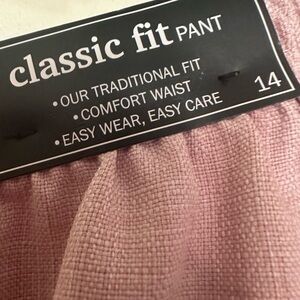 classic fit PANT
•OUR TRADITIONAL FIT
•COMFORT WAIST
•EASY WEAR, EASY CARE
14